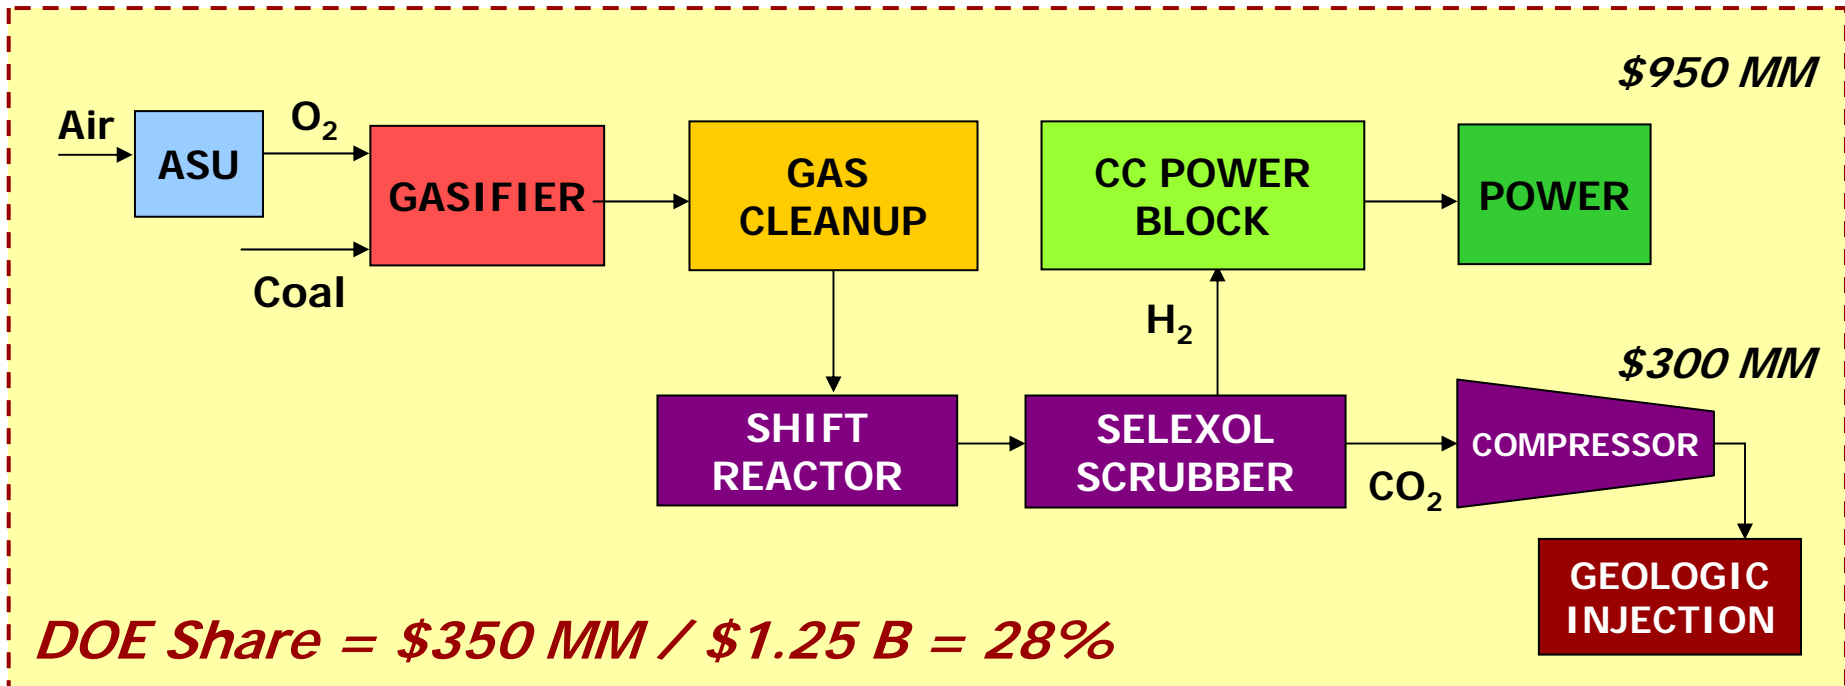 $950 MM
Air
ASU
O₂
GASIFIER
Coal
GAS
CLEANUP
CC POWER
BLOCK
POWER
H₂
$300 MM
SHIFT
REACTOR
SELEXOL
SCRUBBER
CO₂
COMPRESSOR
GEOLOGIC
INJECTION
DOE Share = $350 MM / $1.25 B = 28%